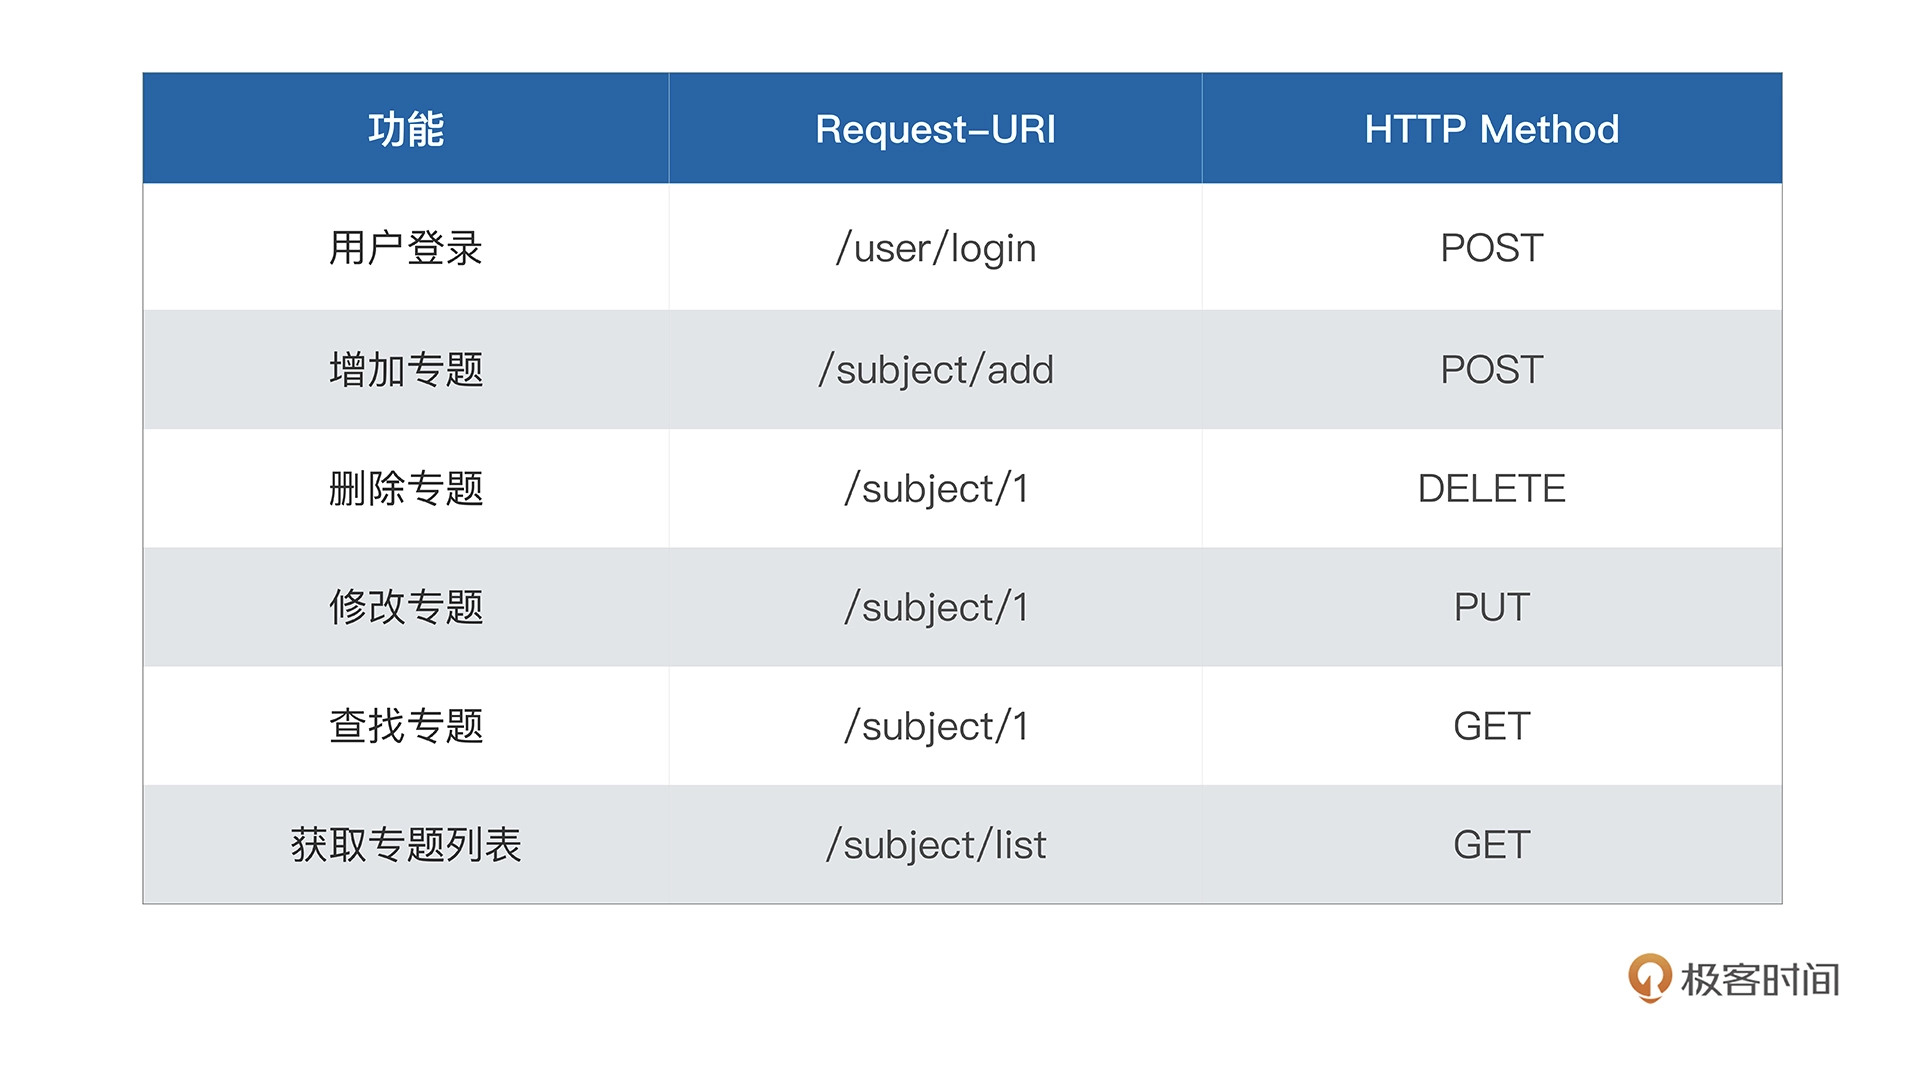 功能 Request-URI HTTP Method
用户登录 /user/login POST
增加专题 /subject/add POST
删除专题 /subject/1 DELETE
修改专题 /subject/1 PUT
查找专题 /subject/1 GET
获取专题列表 /subject/list GET
极客时间